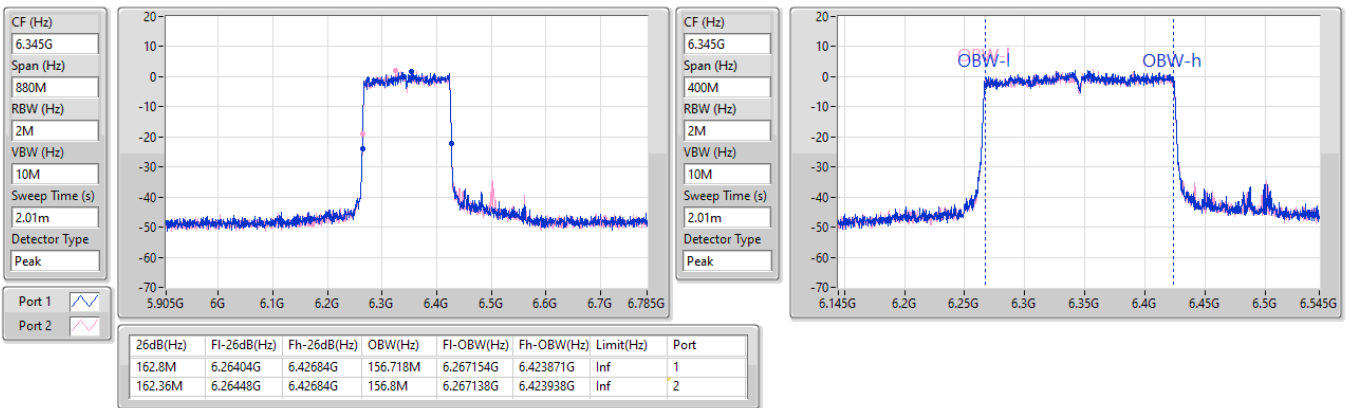 CF (Hz)
6.345G
Span (Hz)
880M
RBW (Hz)
2M
VBW (Hz)
10M
Sweep Time (s)
2.01m
Detector Type
Peak
Port 1
Port 2
20
10
0
-10
-20
-30
-40
-50
-60
-70
5.905G 6G 6.1G 6.2G 6.3G 6.4G 6.5G 6.6G 6.7G 6.785G
CF (Hz)
6.345G
Span (Hz)
400M
RBW (Hz)
2M
VBW (Hz)
10M
Sweep Time (s)
2.01m
Detector Type
Peak
20
10
0
-10
-20
-30
-40
-50
-60
-70
OBW-l OBW-h
OBW-l
6.145G 6.2G 6.25G 6.3G 6.35G 6.4G 6.45G 6.5G 6.545G
26dB(Hz) Fl-26dB(Hz) Fh-26dB(Hz) OBW(Hz) Fl-OBW(Hz) Fh-OBW(Hz) Limit(Hz) Port
162.8M 6.26404G 6.42684G 156.718M 6.267154G 6.423871G Inf 1
162.36M 6.26448G 6.42684G 156.8M 6.267138G 6.423938G Inf 2